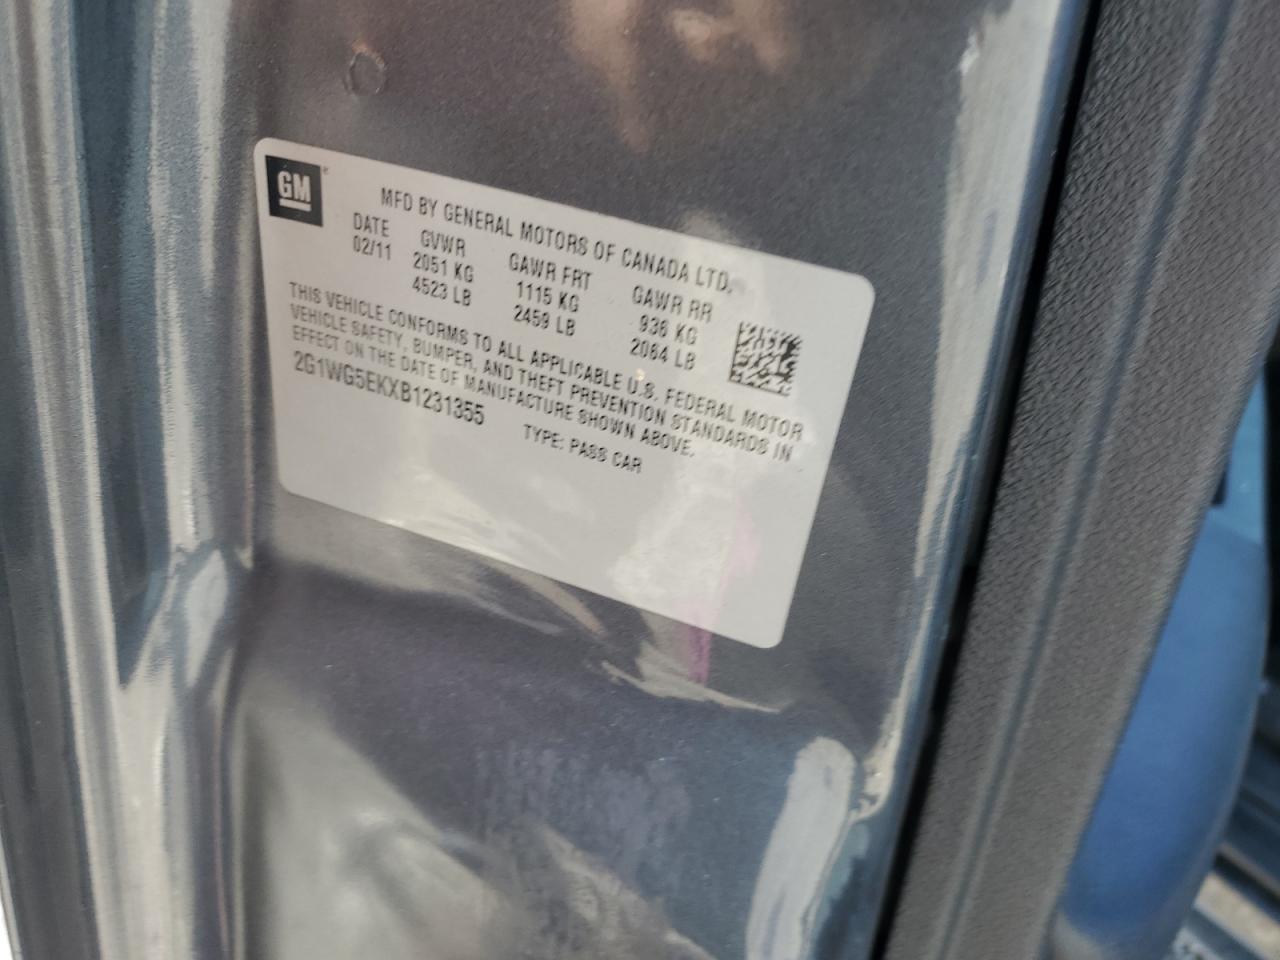 GM
MFD BY GENERAL MOTORS OF CANADA LTD.
DATE GVWR GAWR FRT GAWR RR
02/11 2051 KG 1115 KG 936 KG
4523 LB 2459 LB 2064 LB
THIS VEHICLE CONFORMS TO ALL APPLICABLE U.S. FEDERAL MOTOR
VEHICLE SAFETY, BUMPER, AND THEFT PREVENTION STANDARDS IN
EFFECT ON THE DATE OF MANUFACTURE SHOWN ABOVE.
2G1WG5EKXB1231355 TYPE: PASS CAR